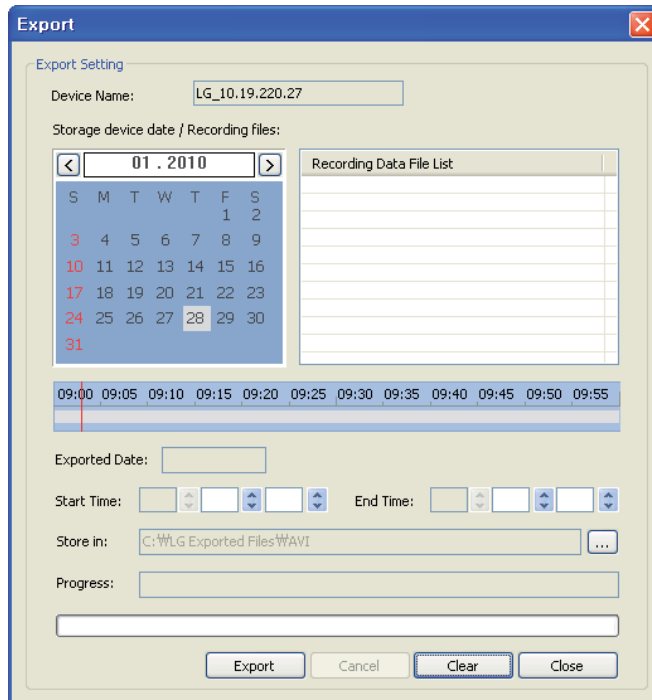 Export
Export Setting
Device Name: LG_10.19.220.27
Storage device date / Recording files:
01 . 2010
Recording Data File List
S M T W T F S
1 2
3 4 5 6 7 8 9
10 11 12 13 14 15 16
17 18 19 20 21 22 23
24 25 26 27 28 29 30
31
09:00 09:05 09:10 09:15 09:20 09:25 09:30 09:35 09:40 09:45 09:50 09:55
Exported Date:
Start Time: End Time:
Store in: C:₩LG Exported Files₩AVI ...
Progress:
Export Cancel Clear Close